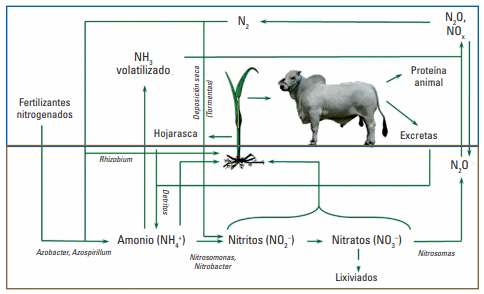 N₂
N₂O,
NOₓ
NH₃
volatilizado
Deposición seca
(Tormentas)
Proteína
animal
Fertilizantes
nitrogenados
Hojarasca
Excretas
Rhizobium
N₂O
Detritos
Amonio (NH₄⁺)
Nitritos (NO₂⁻)
Nitratos (NO₃⁻)
Azobacter, Azospirillum
Nitrosomonas,
Nitrobacter
Nitrosomas
Lixiviados